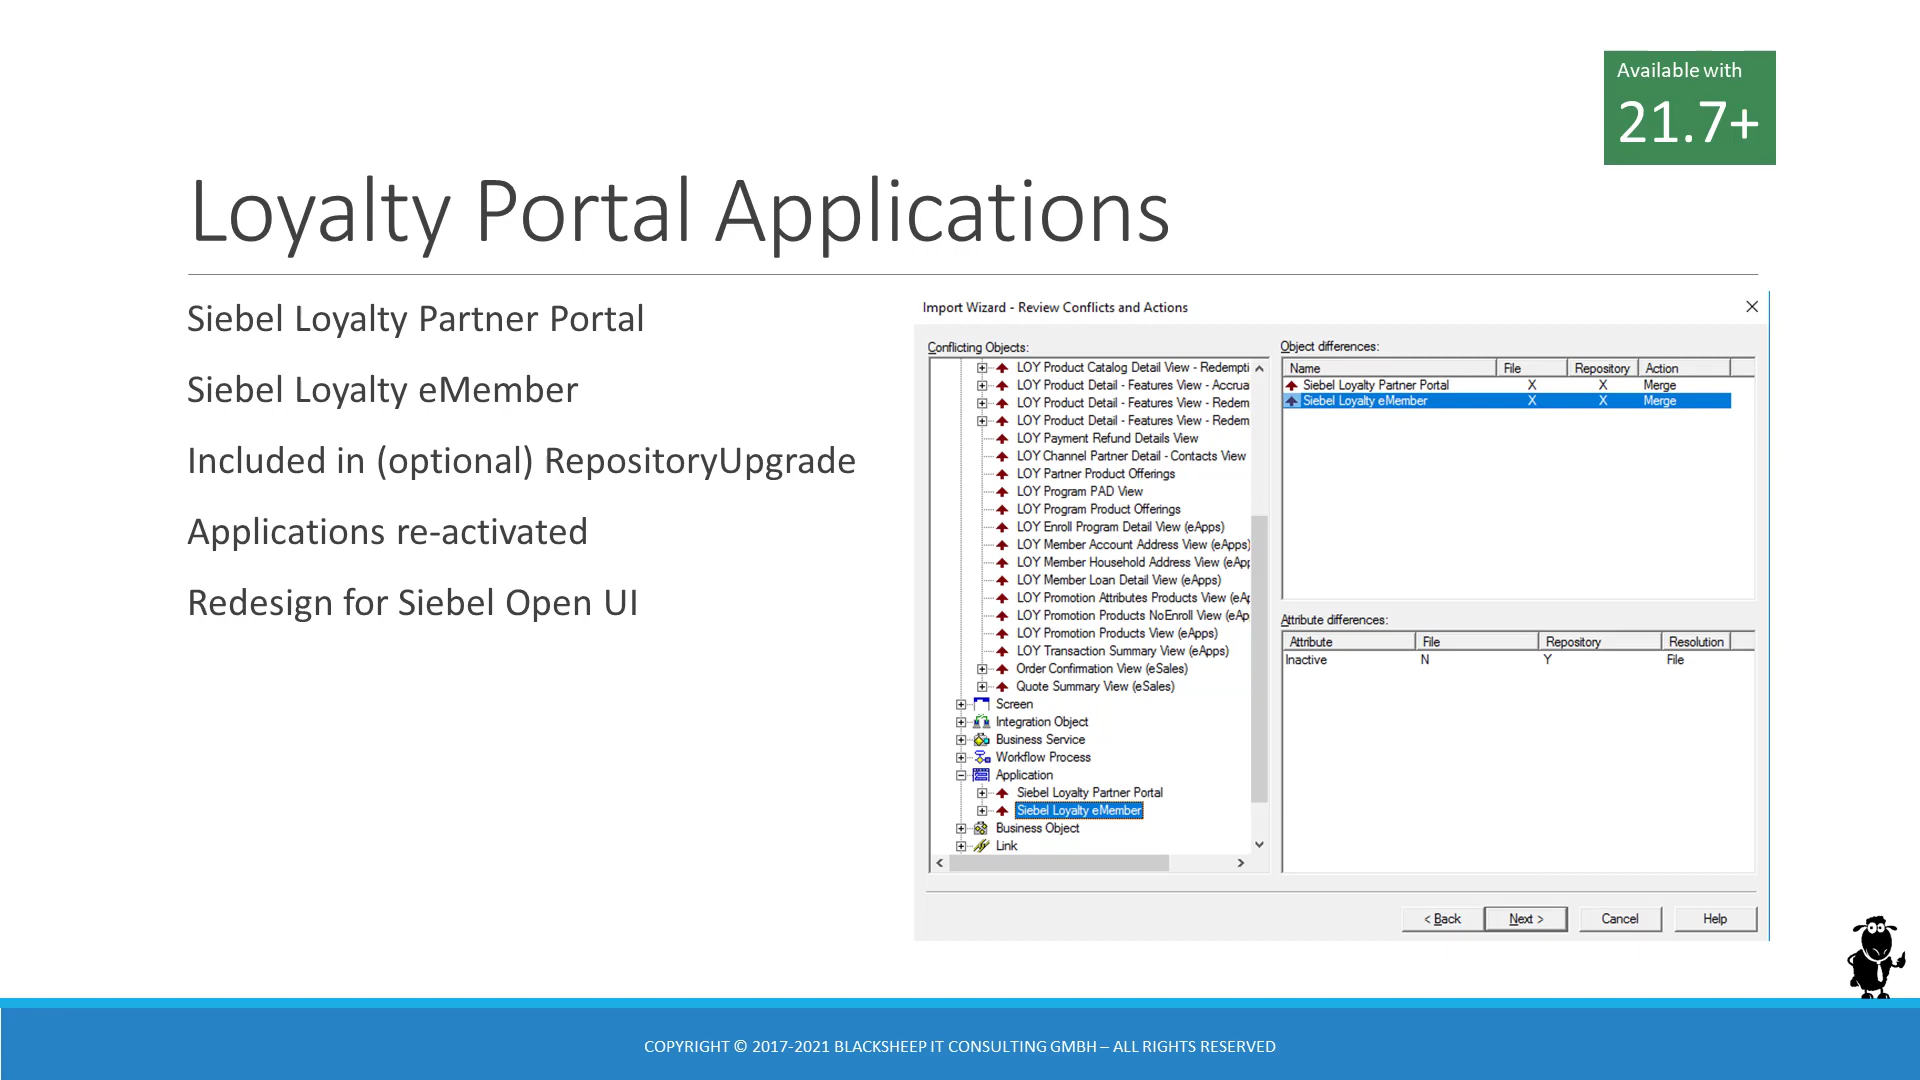 Available with
21.7+
Loyalty Portal Applications
Siebel Loyalty Partner Portal
Siebel Loyalty eMember
Included in (optional) RepositoryUpgrade
Applications re-activated
Redesign for Siebel Open UI
Import Wizard - Review Conflicts and Actions
Conflicting Objects:
LOY Product Catalog Detail View - Redempti
LOY Product Detail - Features View - Accrua
LOY Product Detail - Features View - Redem
LOY Product Detail - Features View - Redem
LOY Payment Refund Details View
LOY Channel Partner Detail - Contacts View
LOY Partner Product Offerings
LOY Program PAD View
LOY Program Product Offerings
LOY Enroll Program Detail View (eApps)
LOY Member Account Address View (eApps)
LOY Member Household Address View (eApp
LOY Member Loan Detail View (eApps)
LOY Promotion Attributes Products View (eAp
LOY Promotion Products NoEnroll View (eAp
LOY Promotion Products View (eApps)
LOY Transaction Summary View (eApps)
Order Confirmation View (eSales)
Quote Summary View (eSales)
Screen
Integration Object
Business Service
Workflow Process
Application
Siebel Loyalty Partner Portal
Siebel Loyalty eMember
Business Object
Link
Object differences:
Name File Repository Action
Siebel Loyalty Partner Portal X X Merge
Siebel Loyalty eMember X X Merge
Attribute differences:
Attribute File Repository Resolution
Inactive N Y File
< Back Next > Cancel Help
COPYRIGHT © 2017-2021 BLACKSHEEP IT CONSULTING GMBH – ALL RIGHTS RESERVED